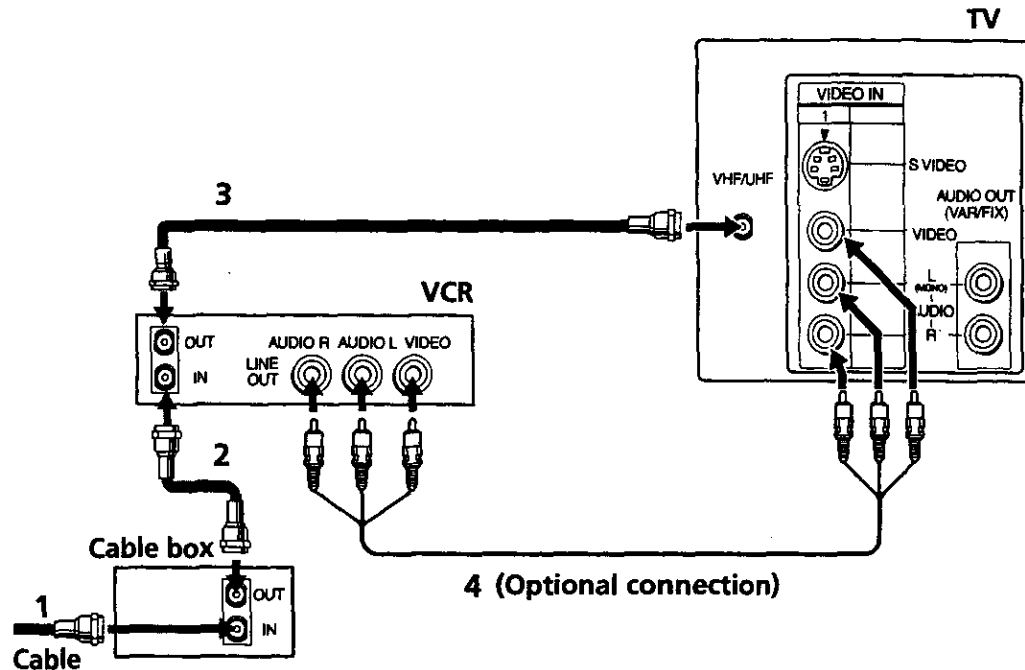 TV
VIDEO IN
1
S VIDEO
VHF/UHF
AUDIO OUT
(VAR/FIX)
VIDEO
L
(MONO)
AUDIO
R
3
VCR
OUT
IN
AUDIO R AUDIO L VIDEO
LINE
OUT
2
Cable box
OUT
IN
1
Cable
4 (Optional connection)